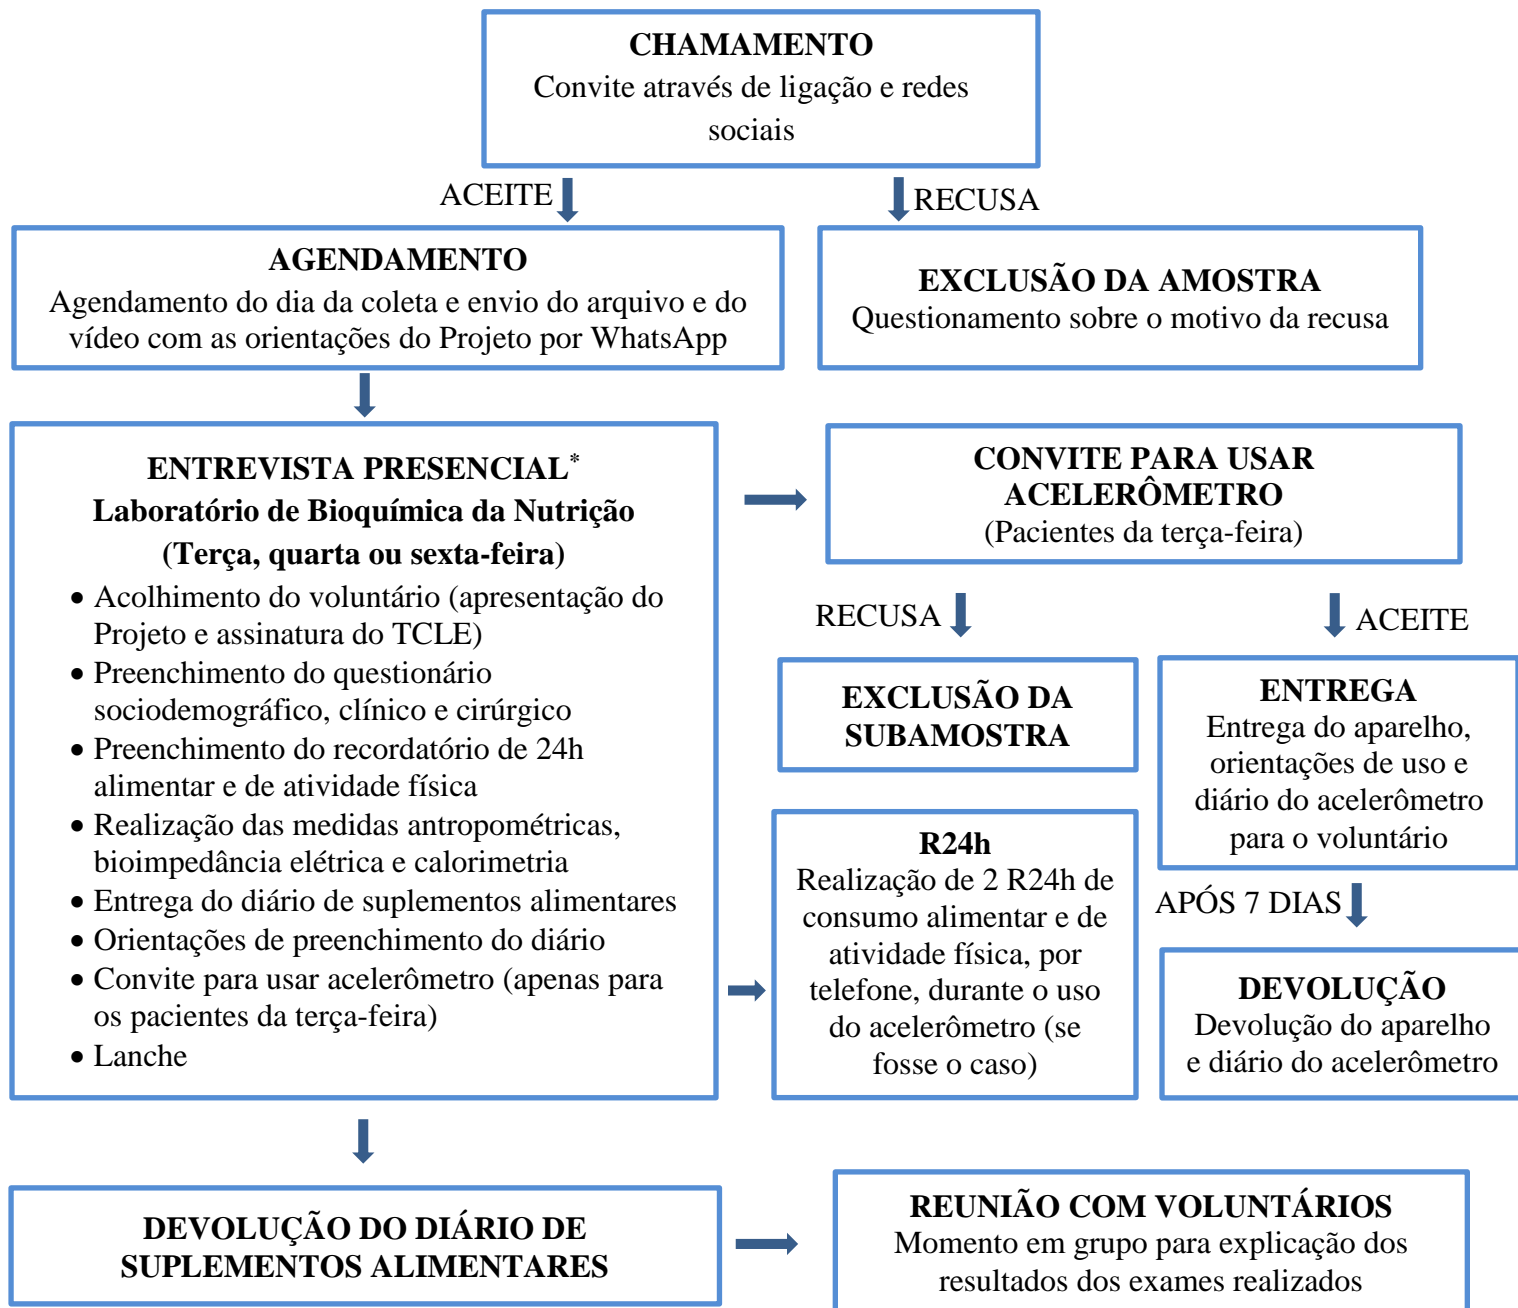 CHAMAMENTO
Convite através de ligação e redes
sociais
ACEITE
RECUSA
AGENDAMENTO
Agendamento do dia da coleta e envio do arquivo e do
vídeo com as orientações do Projeto por WhatsApp
EXCLUSÃO DA AMOSTRA
Questionamento sobre o motivo da recusa
ENTREVISTA PRESENCIAL*
Laboratório de Bioquímica da Nutrição
(Terça, quarta ou sexta-feira)
• Acolhimento do voluntário (apresentação do
Projeto e assinatura do TCLE)
• Preenchimento do questionário
sociodemográfico, clínico e cirúrgico
• Preenchimento do recordatório de 24h
alimentar e de atividade física
• Realização das medidas antropométricas,
bioimpedância elétrica e calorimetria
• Entrega do diário de suplementos alimentares
• Orientações de preenchimento do diário
• Convite para usar acelerômetro (apenas para
os pacientes da terça-feira)
• Lanche
CONVITE PARA USAR
ACELERÔMETRO
(Pacientes da terça-feira)
RECUSA
ACEITE
EXCLUSÃO DA
SUBAMOSTRA
ENTREGA
Entrega do aparelho,
orientações de uso e
diário do acelerômetro
para o voluntário
R24h
Realização de 2 R24h de
consumo alimentar e de
atividade física, por
telefone, durante o uso
do acelerômetro (se
fosse o caso)
APÓS 7 DIAS
DEVOLUÇÃO
Devolução do aparelho
e diário do acelerômetro
DEVOLUÇÃO DO DIÁRIO DE
SUPLEMENTOS ALIMENTARES
REUNIÃO COM VOLUNTÁRIOS
Momento em grupo para explicação dos
resultados dos exames realizados